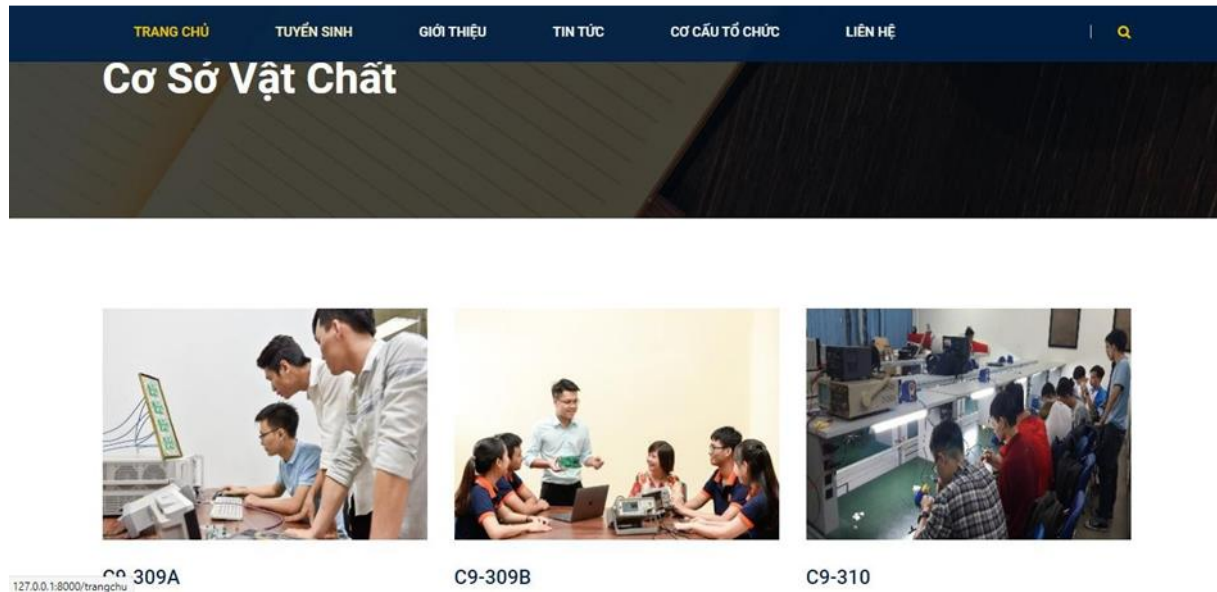 TRANG CHỦ TUYỂN SINH GIỚI THIỆU TIN TỨC CƠ CẤU TỔ CHỨC LIÊN HỆ
Cơ Sở Vật Chất
C9-309A C9-309B C9-310
127.0.0.1:8000/trangchu